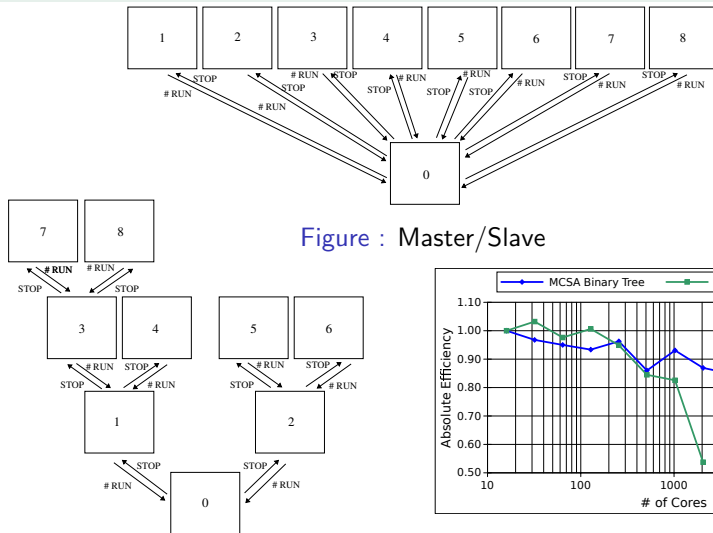 1 2 3 4 5 6 7 8
STOP # RUN STOP STOP # RUN # RUN # RUN STOP STOP
# RUN STOP # RUN STOP STOP STOP # RUN # RUN
0
Figure : Master/Slave
7 8
# RUN # RUN
STOP STOP
3 4 5 6
# RUN STOP # RUN STOP
STOP # RUN STOP # RUN
1 2
STOP STOP
# RUN # RUN
0
MCSA Binary Tree
Absolute Efficiency
1.10
1.00
0.90
0.80
0.70
0.60
0.50
10 100 1000
# of Cores